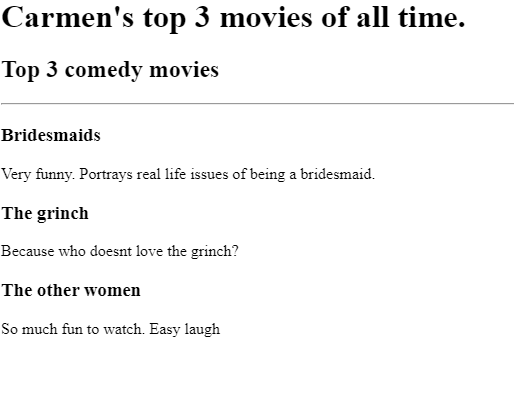 Carmen's top 3 movies of all time.
Top 3 comedy movies
Bridesmaids
Very funny. Portrays real life issues of being a bridesmaid.
The grinch
Because who doesnt love the grinch?
The other women
So much fun to watch. Easy laugh